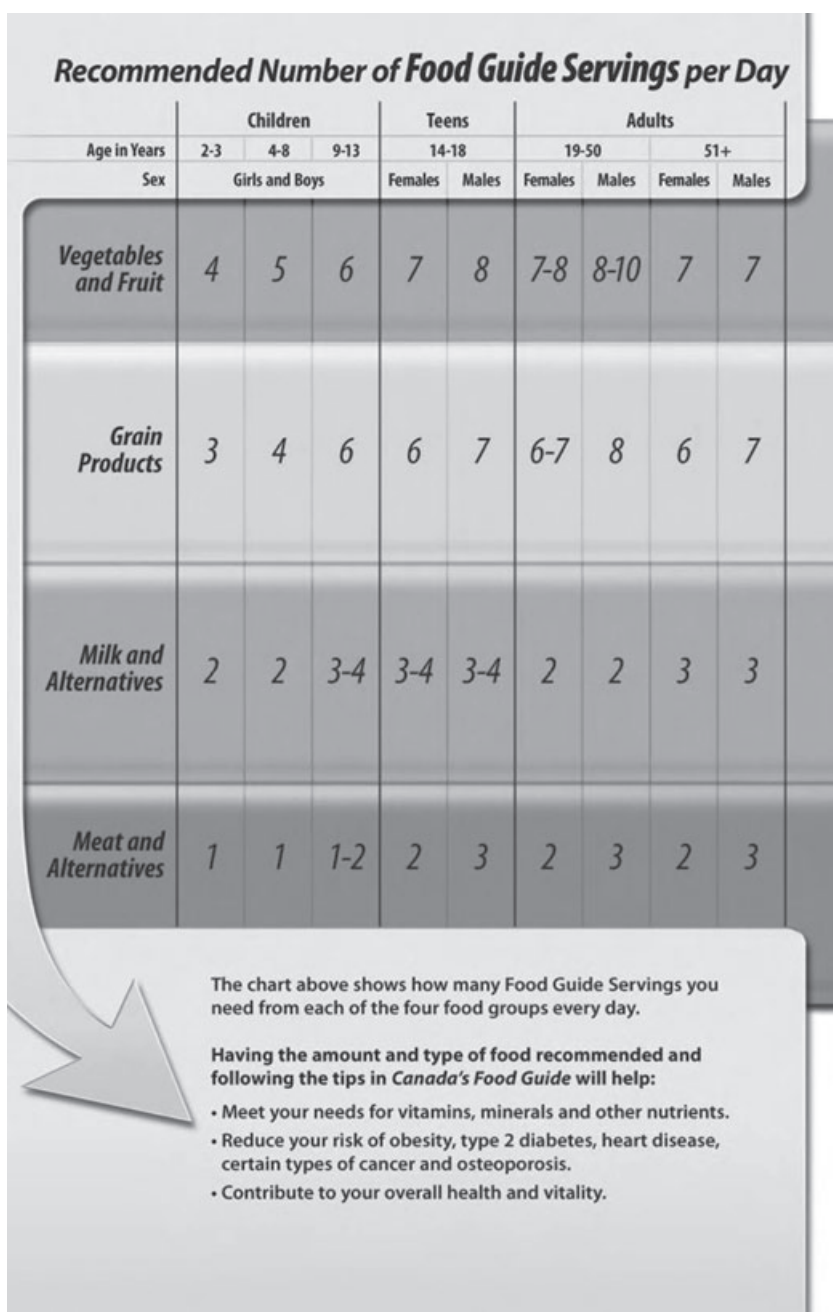 Recommended Number of Food Guide Servings per Day
Children Teens Adults
Age in Years 2-3 4-8 9-13 14-18 19-50 51+
Sex Girls and Boys Females Males Females Males Females Males
Vegetables
and Fruit 4 5 6 7 8 7-8 8-10 7 7
Grain
Products 3 4 6 6 7 6-7 8 6 7
Milk and
Alternatives 2 2 3-4 3-4 3-4 2 2 3 3
Meat and
Alternatives 1 1 1-2 2 3 2 3 2 3
The chart above shows how many Food Guide Servings you
need from each of the four food groups every day.
Having the amount and type of food recommended and
following the tips in Canada's Food Guide will help:
• Meet your needs for vitamins, minerals and other nutrients.
• Reduce your risk of obesity, type 2 diabetes, heart disease,
certain types of cancer and osteoporosis.
• Contribute to your overall health and vitality.